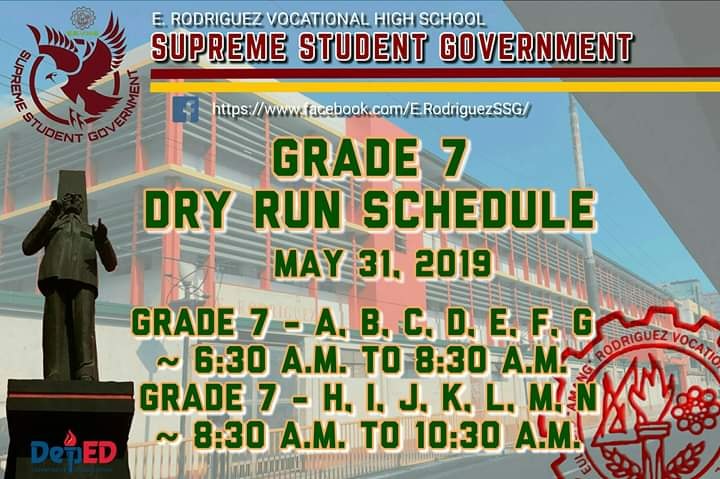 E. RODRIGUEZ VOCATIONAL HIGH SCHOOL
SUPREME STUDENT GOVERNMENT
SUPREME STUDENT GOVERNMENT
https://www.facebook.com/E.RodriguezSSG/
GRADE 7
DRY RUN SCHEDULE
MAY 31, 2019
GRADE 7 - A, B, C, D, E, F, G
~ 6:30 A.M. TO 8:30 A.M.
GRADE 7 - H, I, J, K, L, M, N
~ 8:30 A.M. TO 10:30 A.M.
RODRIGUEZ VOCATIO
DepED